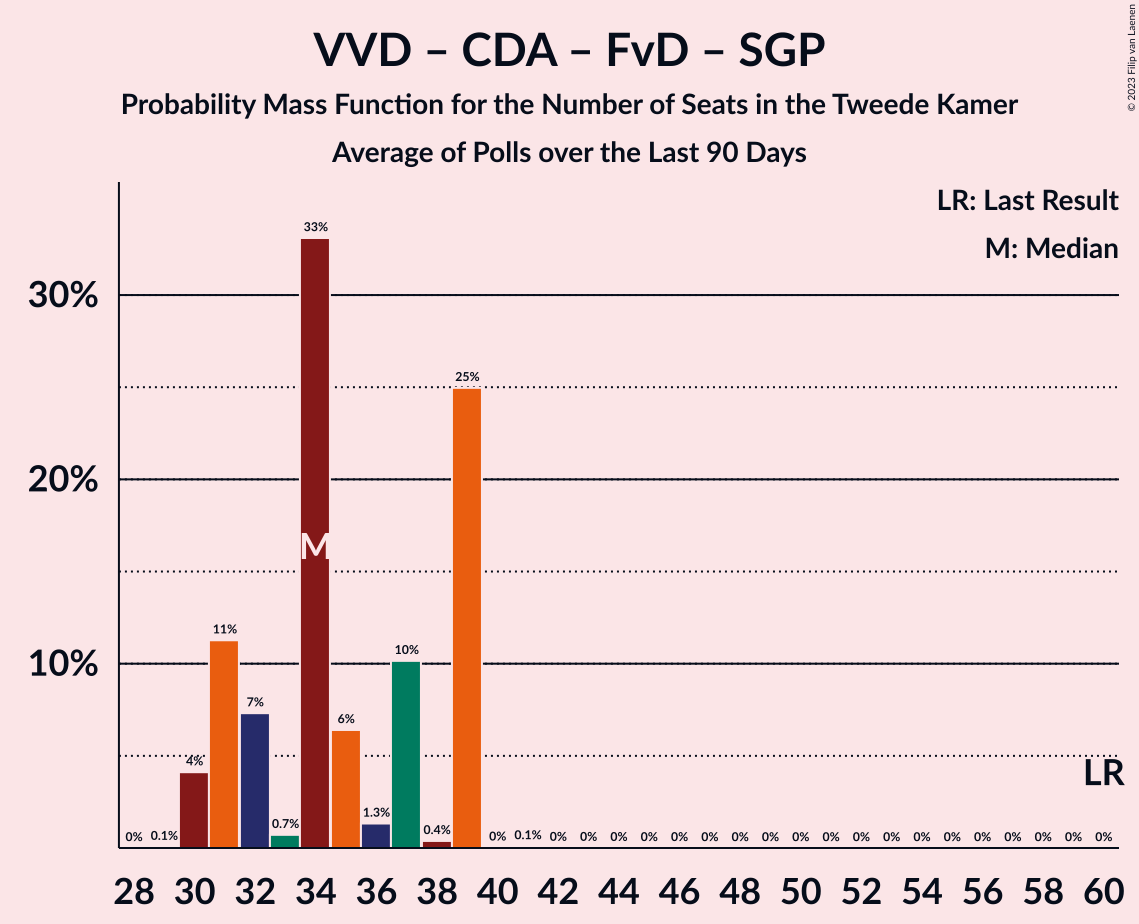 VVD – CDA – FvD – SGP
Probability Mass Function for the Number of Seats in the Tweede Kamer
Average of Polls over the Last 90 Days
© 2023 Filip van Laenen
LR: Last Result
M: Median
30%
20%
10%
0% 0.1% 4% 11% 7% 0.7% 33% 6% 1.3% 10% 0.4% 25% 0% 0.1% 0% 0% 0% 0% 0% 0% 0% 0% 0% 0% 0% 0% 0% 0% 0% 0% 0% 0% 0%
M
LR
28 30 32 34 36 38 40 42 44 46 48 50 52 54 56 58 60